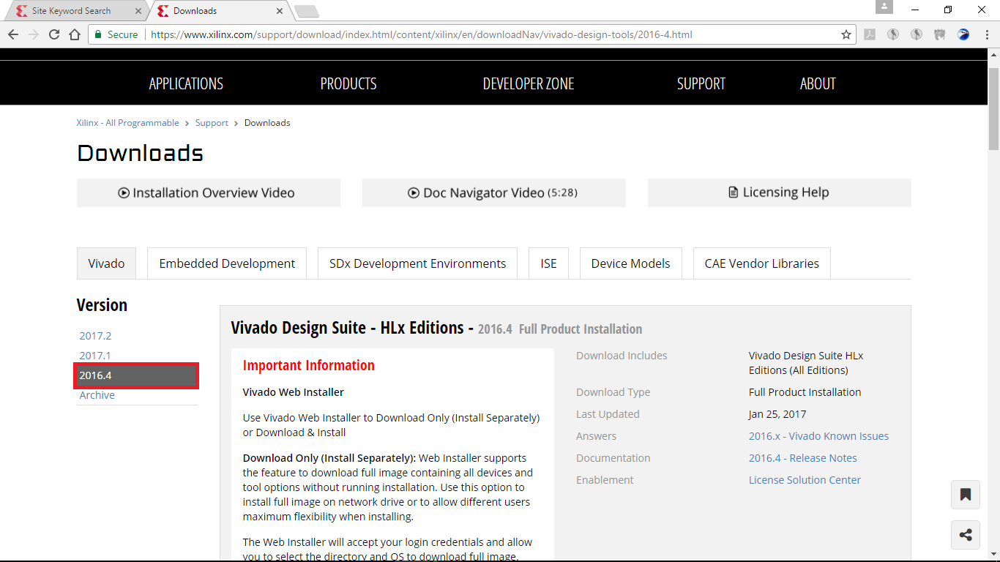 Site Keyword Search
Downloads
Secure
https://www.xilinx.com/support/download/index.html/content/xilinx/en/downloadNav/vivado-design-tools/2016-4.html
APPLICATIONS
PRODUCTS
DEVELOPER ZONE
SUPPORT
ABOUT
Xilinx - All Programmable > Support > Downloads
Downloads
Installation Overview Video
Doc Navigator Video (5:28)
Licensing Help
Vivado
Embedded Development
SDx Development Environments
ISE
Device Models
CAE Vendor Libraries
Version
2017.2
2017.1
2016.4
Archive
Vivado Design Suite - HLx Editions - 2016.4 Full Product Installation
Important Information
Vivado Web Installer
Use Vivado Web Installer to Download Only (Install Separately)
or Download & Install
Download Only (Install Separately): Web Installer supports
the feature to download full image containing all devices and
tool options without running installation. Use this option to
install full image on network drive or to allow different users
maximum flexibility when installing.
The Web Installer will accept your login credentials and allow
you to select the directory and OS to download full image.
Download Includes
Vivado Design Suite HLx
Editions (All Editions)
Download Type
Full Product Installation
Last Updated
Jan 25, 2017
Answers
2016.x - Vivado Known Issues
Documentation
2016.4 - Release Notes
Enablement
License Solution Center